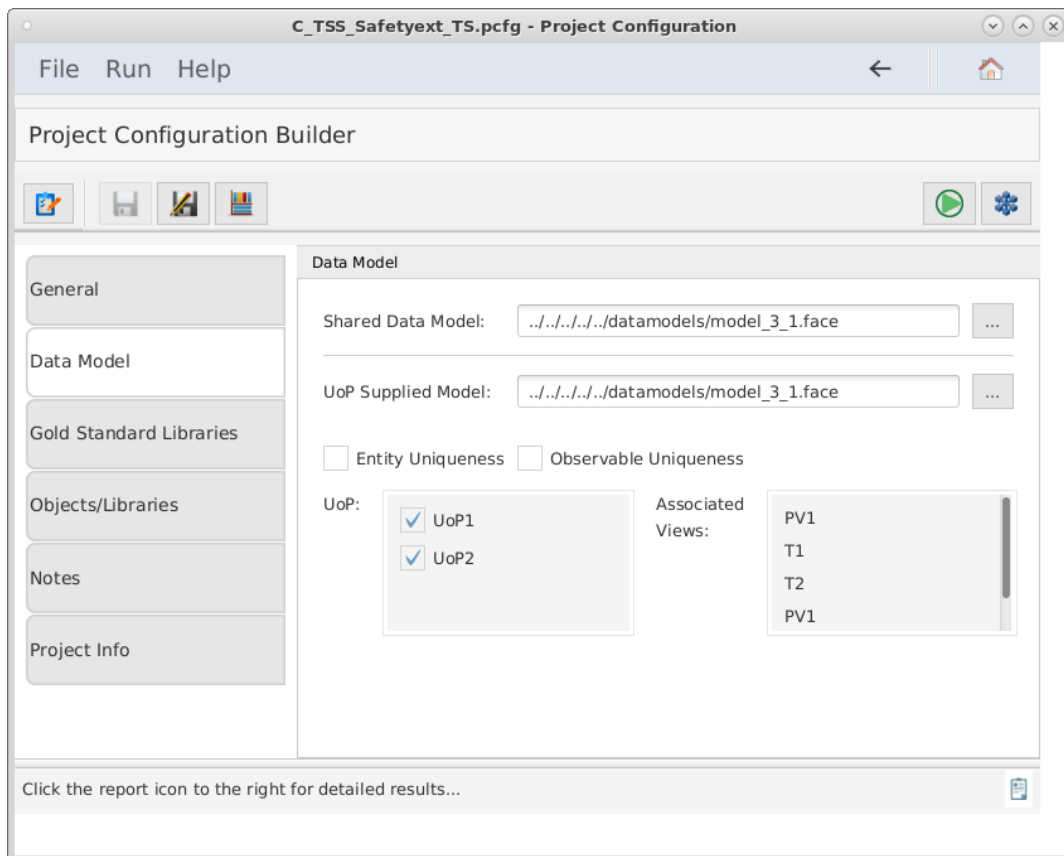 C_TSS_Safetyext_TS.pcfg - Project Configuration
File Run Help
Project Configuration Builder
General
Data Model
Gold Standard Libraries
Objects/Libraries
Notes
Project Info
Data Model
Shared Data Model: ../../../../../datamodels/model_3_1.face ...
UoP Supplied Model: ../../../../../datamodels/model_3_1.face ...
Entity Uniqueness Observable Uniqueness
UoP:
UoP1
UoP2
Associated
Views:
PV1
T1
T2
PV1
Click the report icon to the right for detailed results...